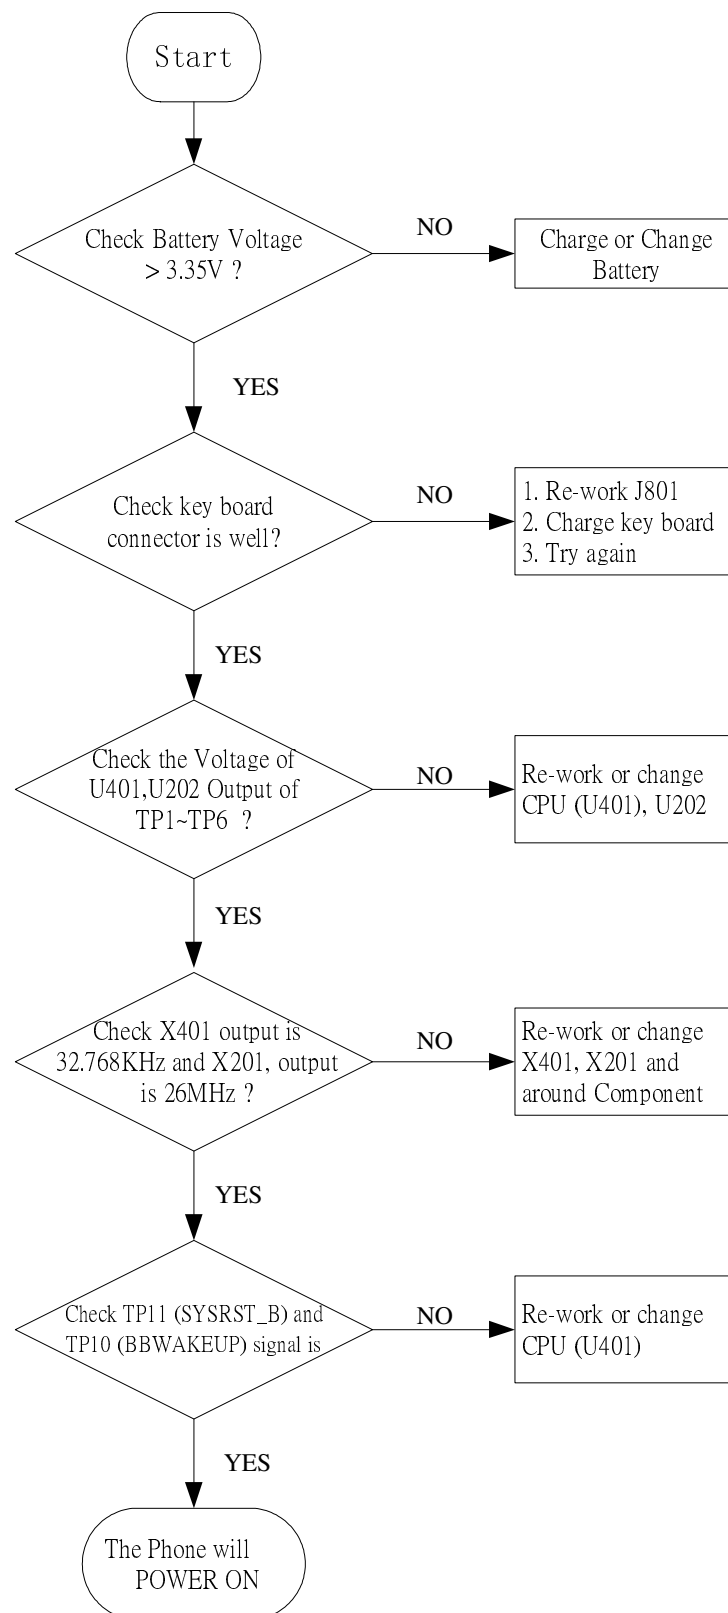 Start
Check Battery Voltage
> 3.35V ?
NO
Charge or Change
Battery
YES
Check key board
connector is well?
NO
1. Re-work J801
2. Charge key board
3. Try again
YES
Check the Voltage of
U401,U202 Output of
TP1~TP6 ?
NO
Re-work or change
CPU (U401), U202
YES
Check X401 output is
32.768KHz and X201, output
is 26MHz ?
NO
Re-work or change
X401, X201 and
around Component
YES
Check TP11 (SYSRST_B) and
TP10 (BBWAKEUP) signal is
NO
Re-work or change
CPU (U401)
YES
The Phone will
POWER ON